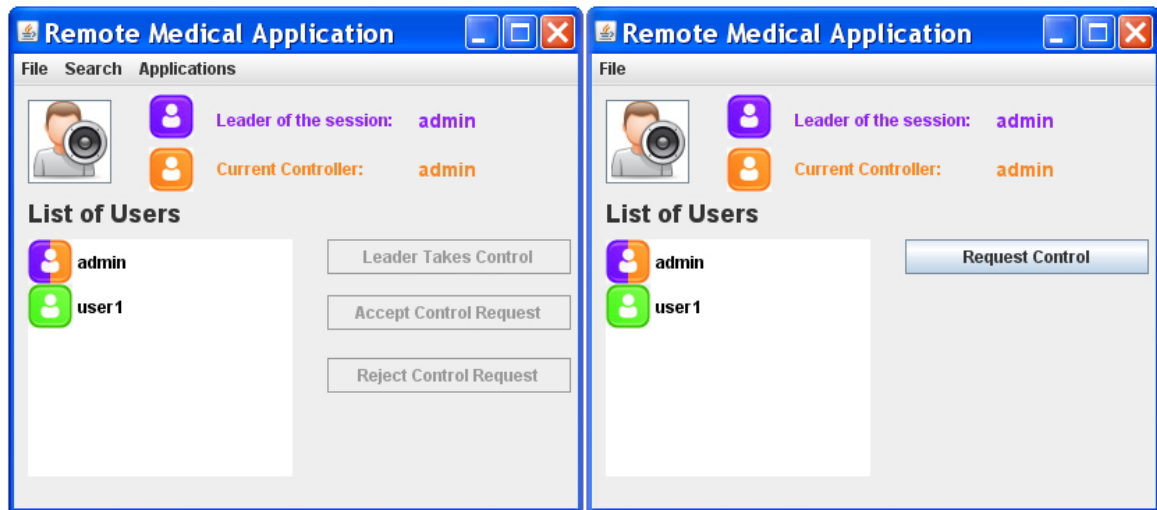 Remote Medical Application
File Search Applications
Leader of the session: admin
Current Controller: admin
List of Users
admin
user1
Leader Takes Control
Accept Control Request
Reject Control Request
Remote Medical Application
File
Leader of the session: admin
Current Controller: admin
List of Users
admin
user1
Request Control